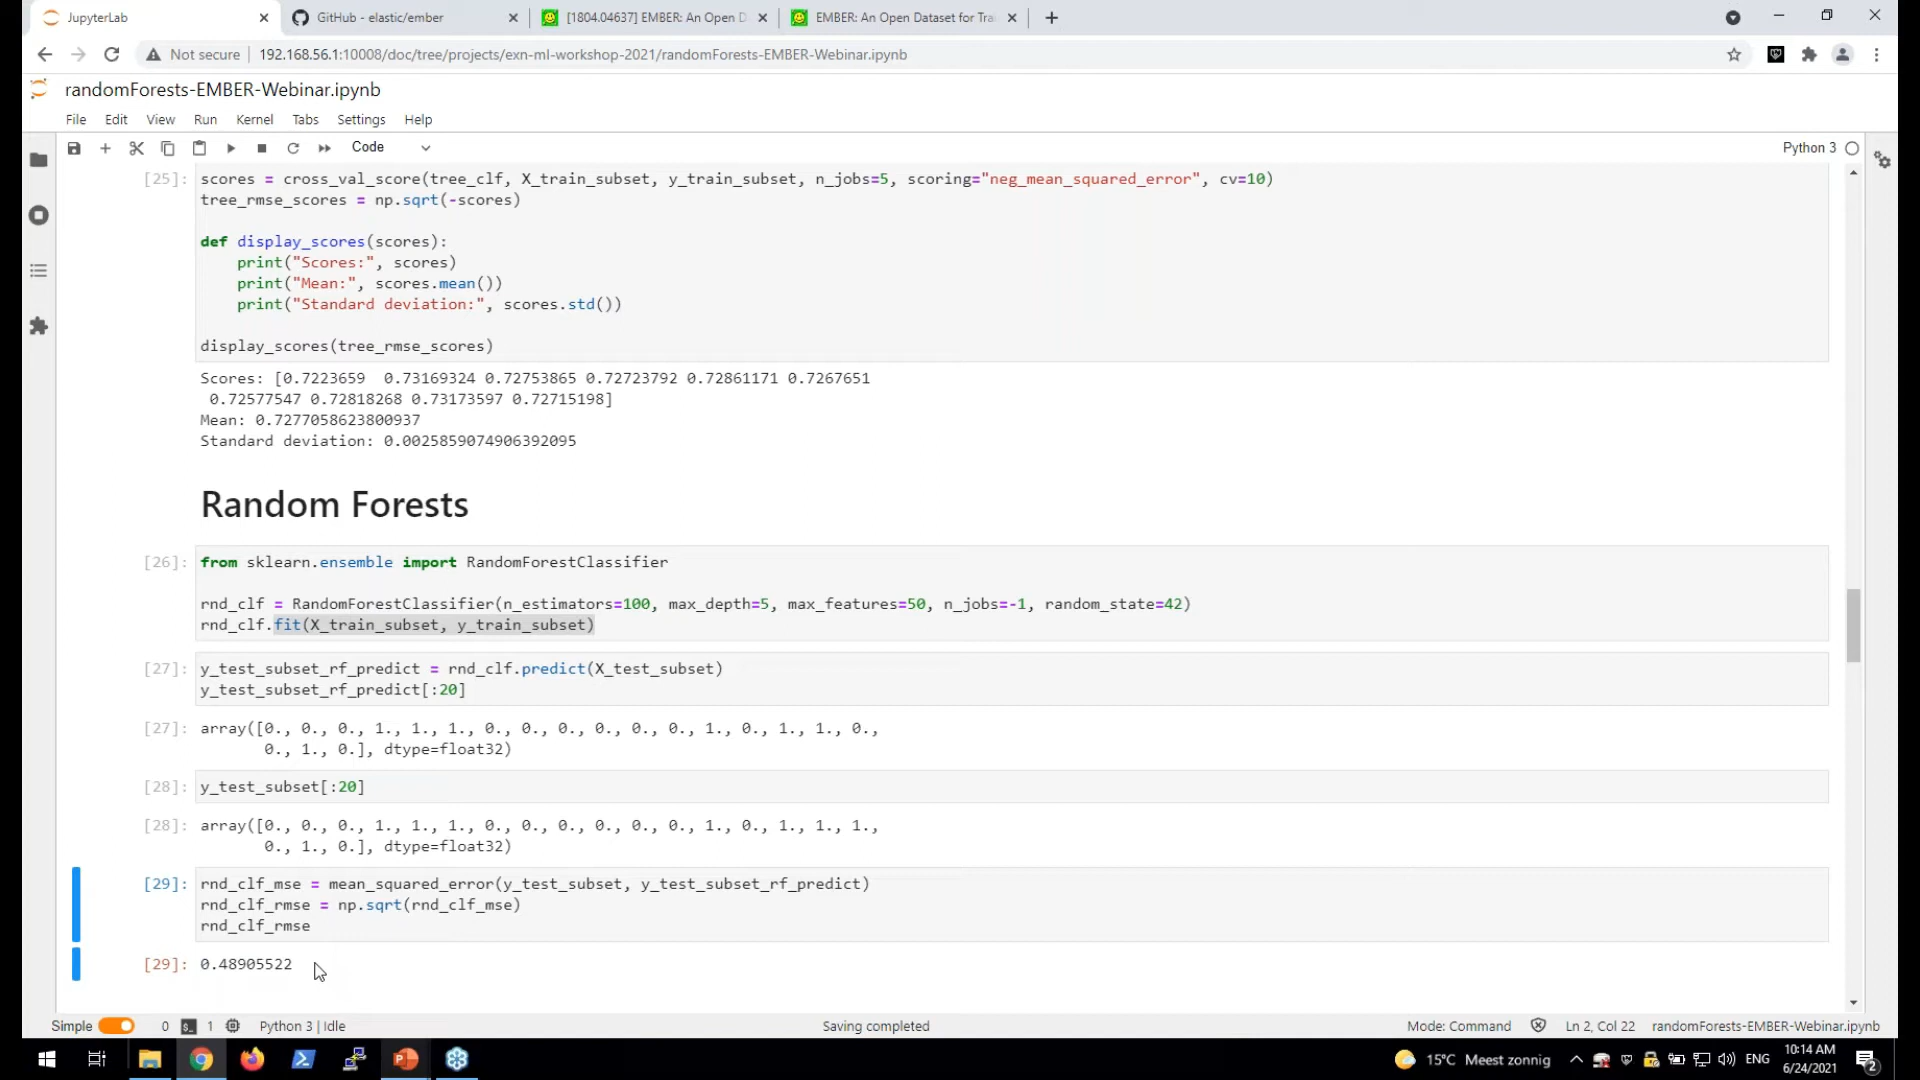 JupyterLab
GitHub - elastic/ember
[1804.04637] EMBER: An Open D
EMBER: An Open Dataset for Trai
Not secure
192.168.56.1:10008/doc/tree/projects/exn-ml-workshop-2021/randomForests-EMBER-Webinar.ipynb
randomForests-EMBER-Webinar.ipynb
File Edit View Run Kernel Tabs Settings Help
Code
Python 3
[25]: scores = cross_val_score(tree_clf, X_train_subset, y_train_subset, n_jobs=5, scoring="neg_mean_squared_error", cv=10)
tree_rmse_scores = np.sqrt(-scores)
def display_scores(scores):
print("Scores:", scores)
print("Mean:", scores.mean())
print("Standard deviation:", scores.std())
display_scores(tree_rmse_scores)
Scores: [0.7223659 0.73169324 0.72753865 0.72723792 0.72861171 0.7267651
0.72577547 0.72818268 0.73173597 0.72715198]
Mean: 0.7277058623800937
Standard deviation: 0.0025859074906392095
Random Forests
[26]: from sklearn.ensemble import RandomForestClassifier
rnd_clf = RandomForestClassifier(n_estimators=100, max_depth=5, max_features=50, n_jobs=-1, random_state=42)
rnd_clf.fit(X_train_subset, y_train_subset)
[27]: y_test_subset_rf_predict = rnd_clf.predict(X_test_subset)
y_test_subset_rf_predict[:20]
[27]: array([0., 0., 0., 1., 1., 1., 0., 0., 0., 0., 0., 0., 1., 0., 1., 1., 0.,
0., 1., 0.], dtype=float32)
[28]: y_test_subset[:20]
[28]: array([0., 0., 0., 1., 1., 1., 0., 0., 0., 0., 0., 0., 1., 0., 1., 1., 1.,
0., 1., 0.], dtype=float32)
[29]: rnd_clf_mse = mean_squared_error(y_test_subset, y_test_subset_rf_predict)
rnd_clf_rmse = np.sqrt(rnd_clf_mse)
rnd_clf_rmse
[29]: 0.48905522
Simple 0 1 Python 3 | Idle Saving completed Mode: Command Ln 2, Col 22 randomForests-EMBER-Webinar.ipynb
15°C Meest zonnig ENG
10:14 AM
6/24/2021
2